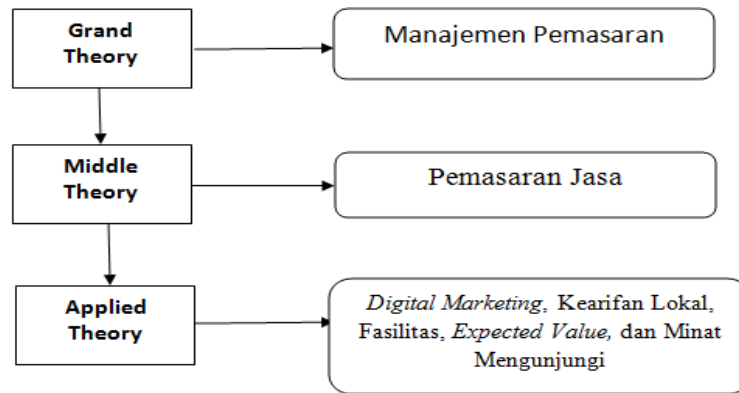 Grand
Theory
Manajemen Pemasaran
Middle
Theory
Pemasaran Jasa
Applied
Theory
Digital Marketing, Kearifan Lokal,
Fasilitas, Expected Value, dan Minat
Mengunjungi